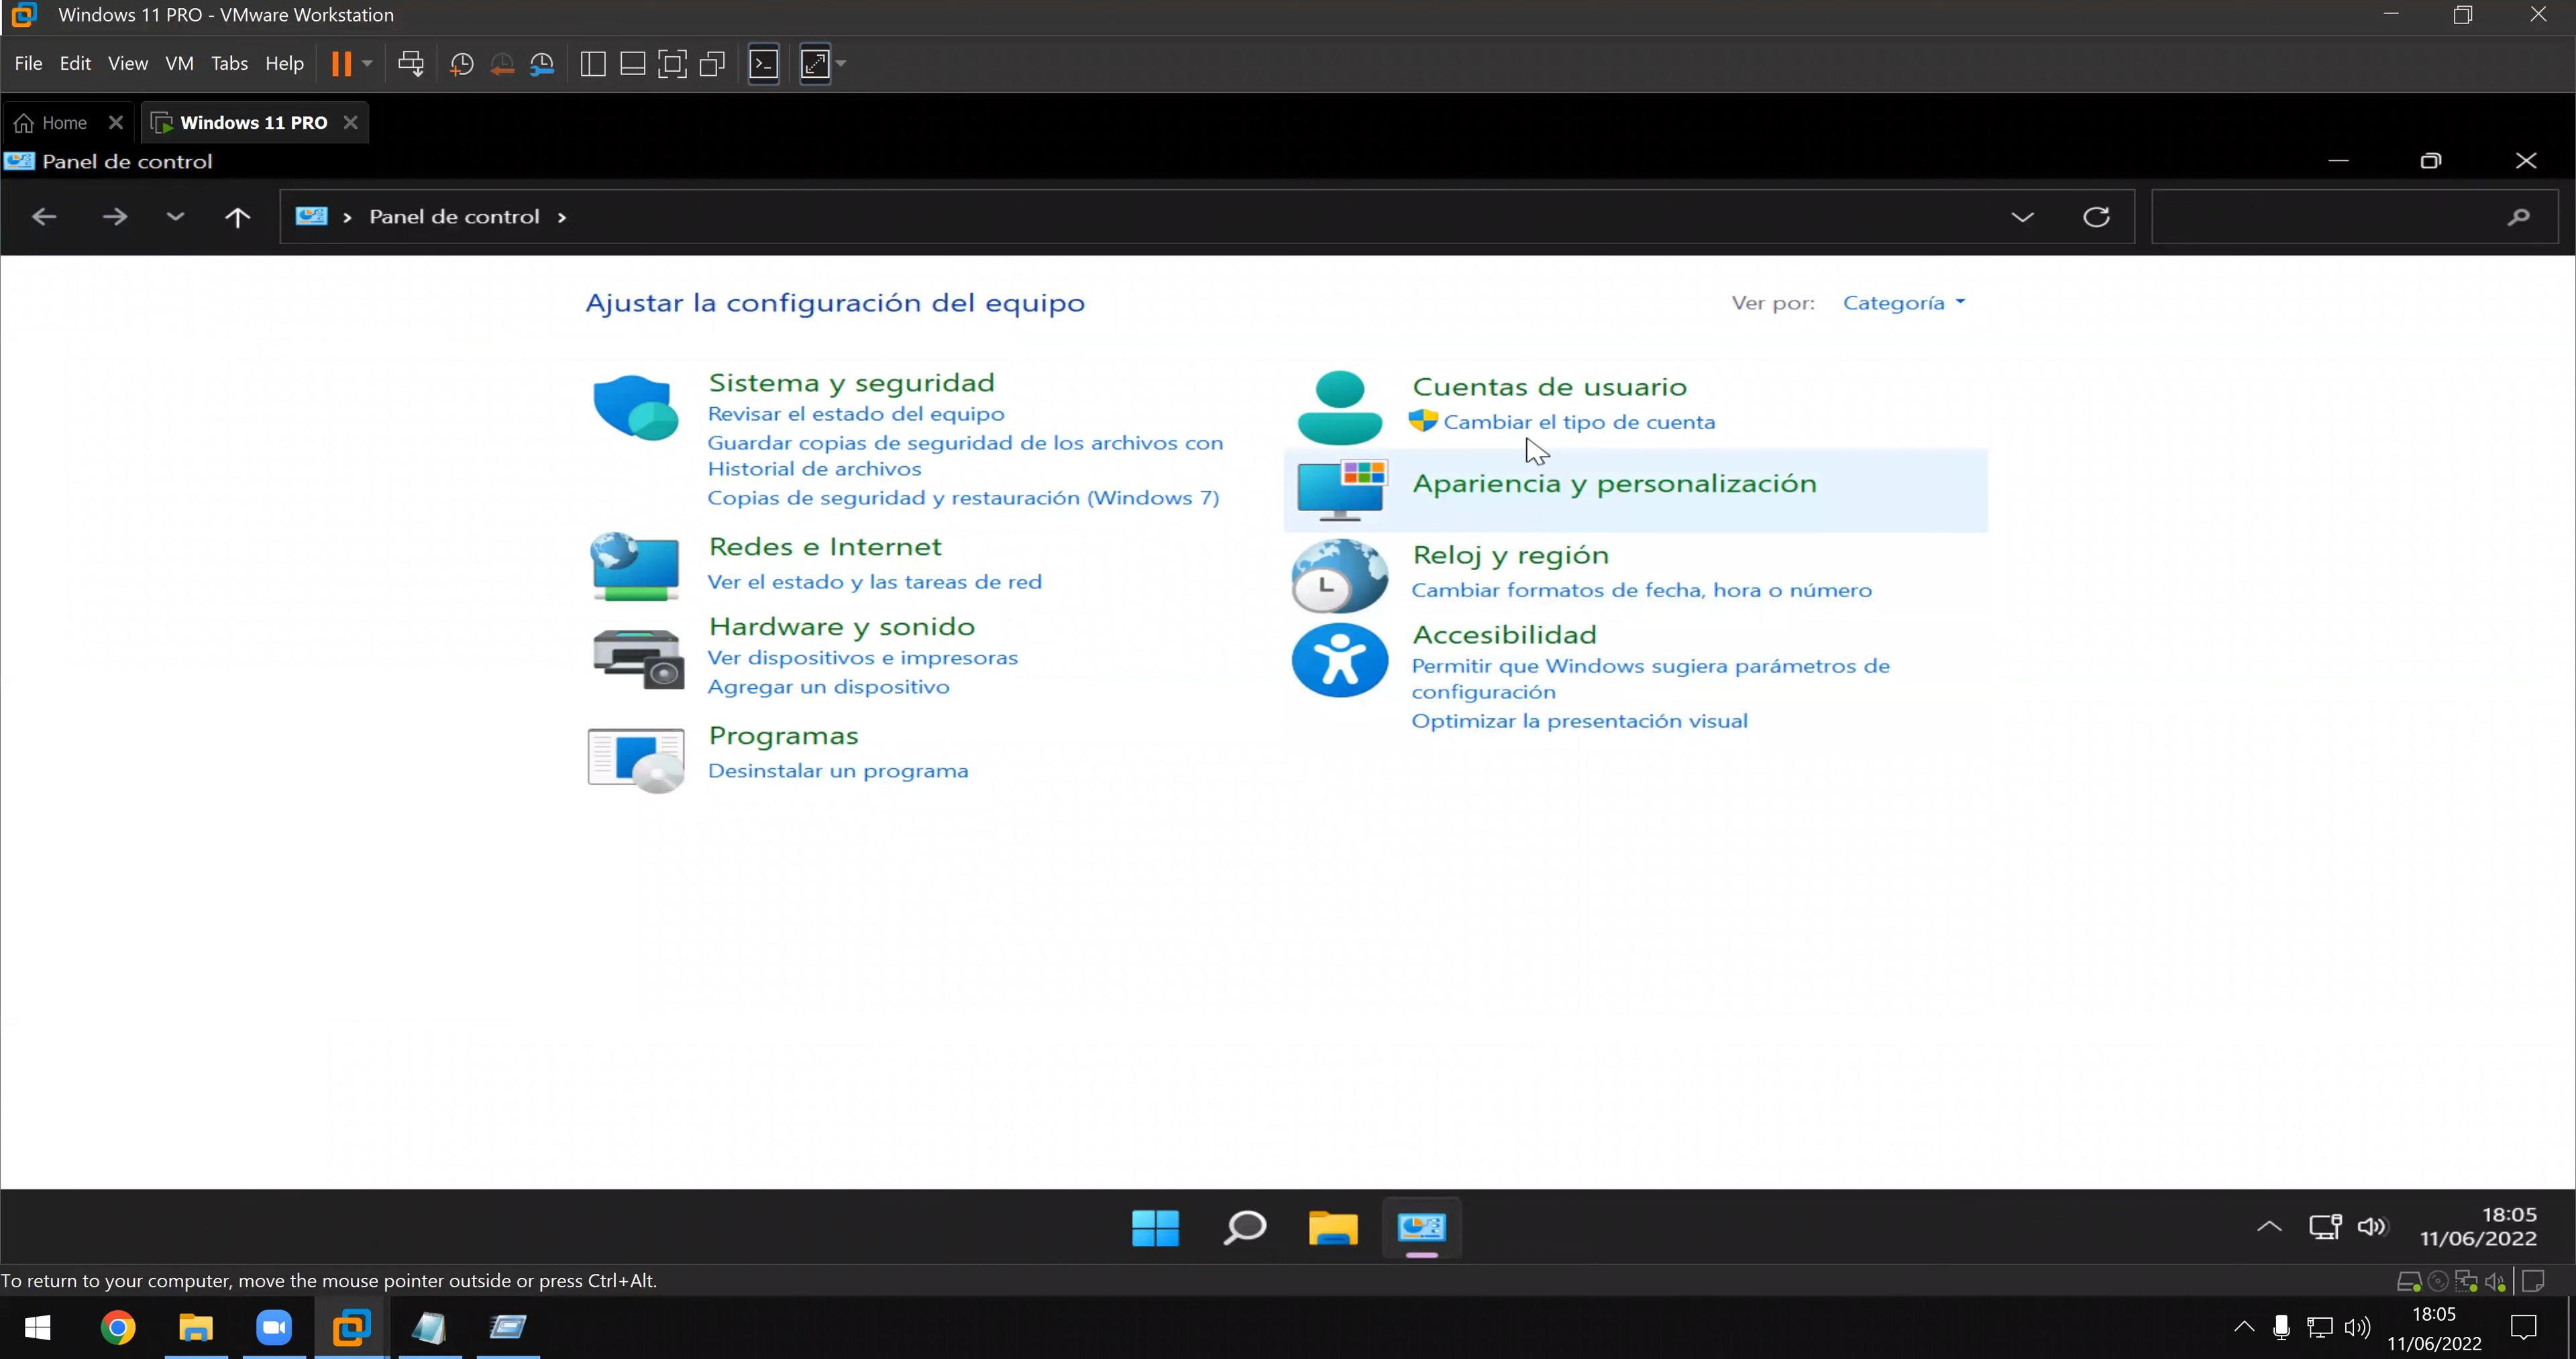 Windows 11 PRO - VMware Workstation
File Edit View VM Tabs Help
Home Windows 11 PRO
Panel de control
Panel de control
Ajustar la configuración del equipo
Ver por: Categoría
Sistema y seguridad
Revisar el estado del equipo
Guardar copias de seguridad de los archivos con
Historial de archivos
Copias de seguridad y restauración (Windows 7)
Redes e Internet
Ver el estado y las tareas de red
Hardware y sonido
Ver dispositivos e impresoras
Agregar un dispositivo
Programas
Desinstalar un programa
Cuentas de usuario
Cambiar el tipo de cuenta
Apariencia y personalización
Reloj y región
Cambiar formatos de fecha, hora o número
Accesibilidad
Permitir que Windows sugiera parámetros de
configuración
Optimizar la presentación visual
18:05
11/06/2022
To return to your computer, move the mouse pointer outside or press Ctrl+Alt.
18:05
11/06/2022